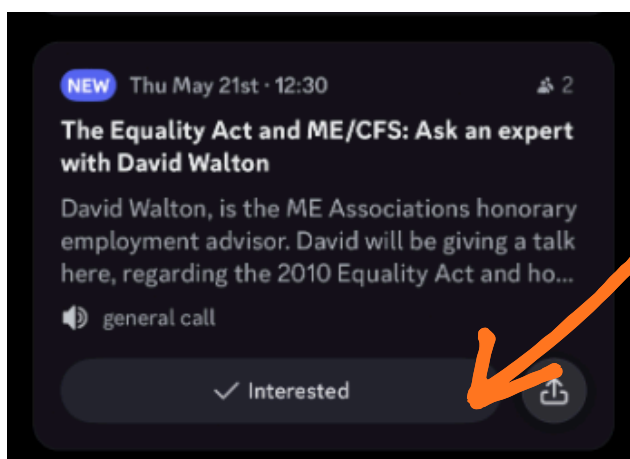 NEW Thu May 21st · 12:30 2
The Equality Act and ME/CFS: Ask an expert
with David Walton
David Walton, is the ME Associations honorary
employment advisor. David will be giving a talk
here, regarding the 2010 Equality Act and ho...
general call
Interested